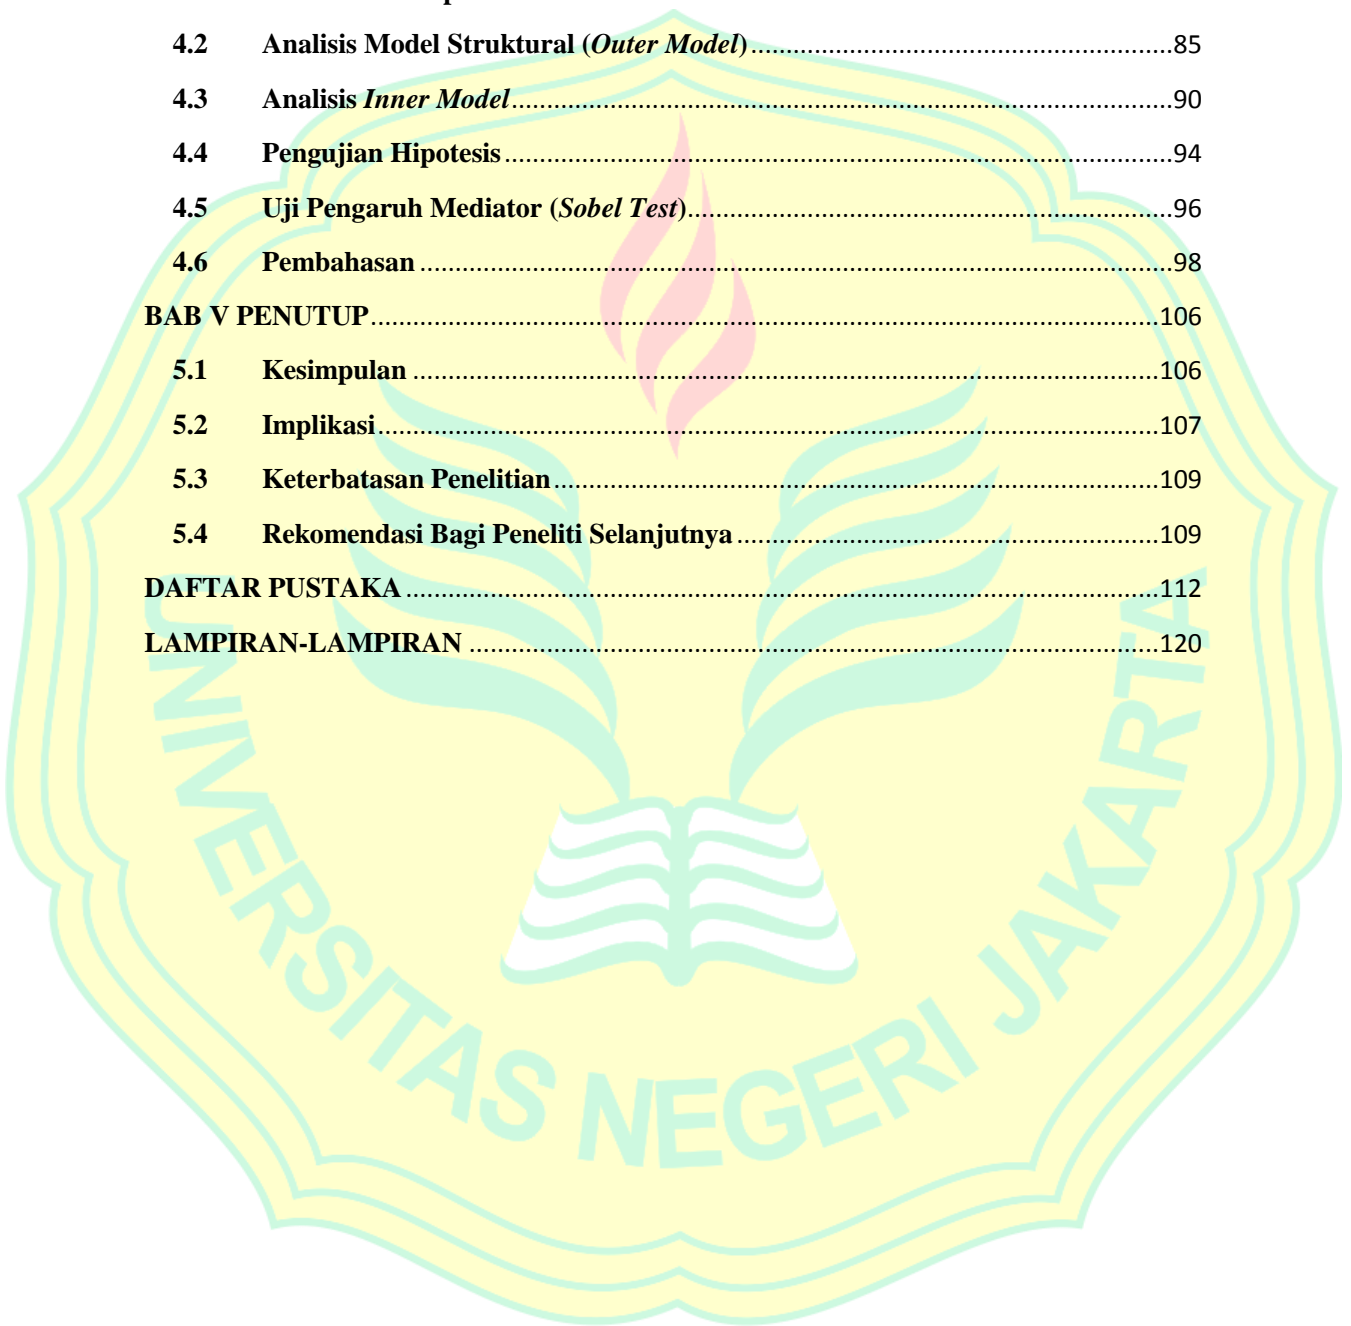 4.2 Analisis Model Struktural (Outer Model)........................85
4.3 Analisis Inner Model........................90
4.4 Pengujian Hipotesis........................94
4.5 Uji Pengaruh Mediator (Sobel Test)........................96
4.6 Pembahasan........................98
BAB V PENUTUP........................106
5.1 Kesimpulan........................106
5.2 Implikasi........................107
5.3 Keterbatasan Penelitian........................109
5.4 Rekomendasi Bagi Peneliti Selanjutnya........................109
DAFTAR PUSTAKA........................112
LAMPIRAN-LAMPIRAN........................120
UNIVERSITAS NEGERI JAKARTA